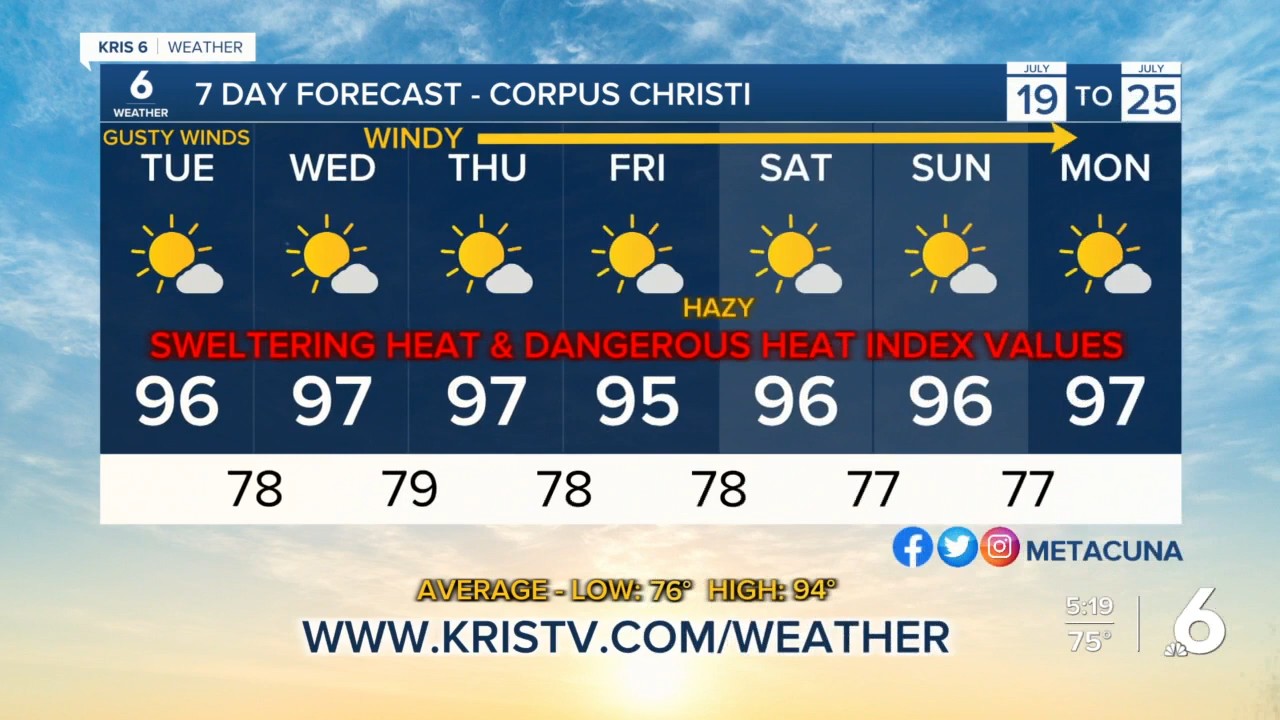 KRIS 6 WEATHER
6
WEATHER
7 DAY FORECAST - CORPUS CHRISTI
JULY
19
TO
JULY
25
GUSTY WINDS
WINDY
TUE WED THU FRI SAT SUN MON
HAZY
SWELTERING HEAT & DANGEROUS HEAT INDEX VALUES
96 97 97 95 96 96 97
78 79 78 78 77 77
METACUNA
AVERAGE - LOW: 76° HIGH: 94°
WWW.KRISTV.COM/WEATHER
5:19
75°
6